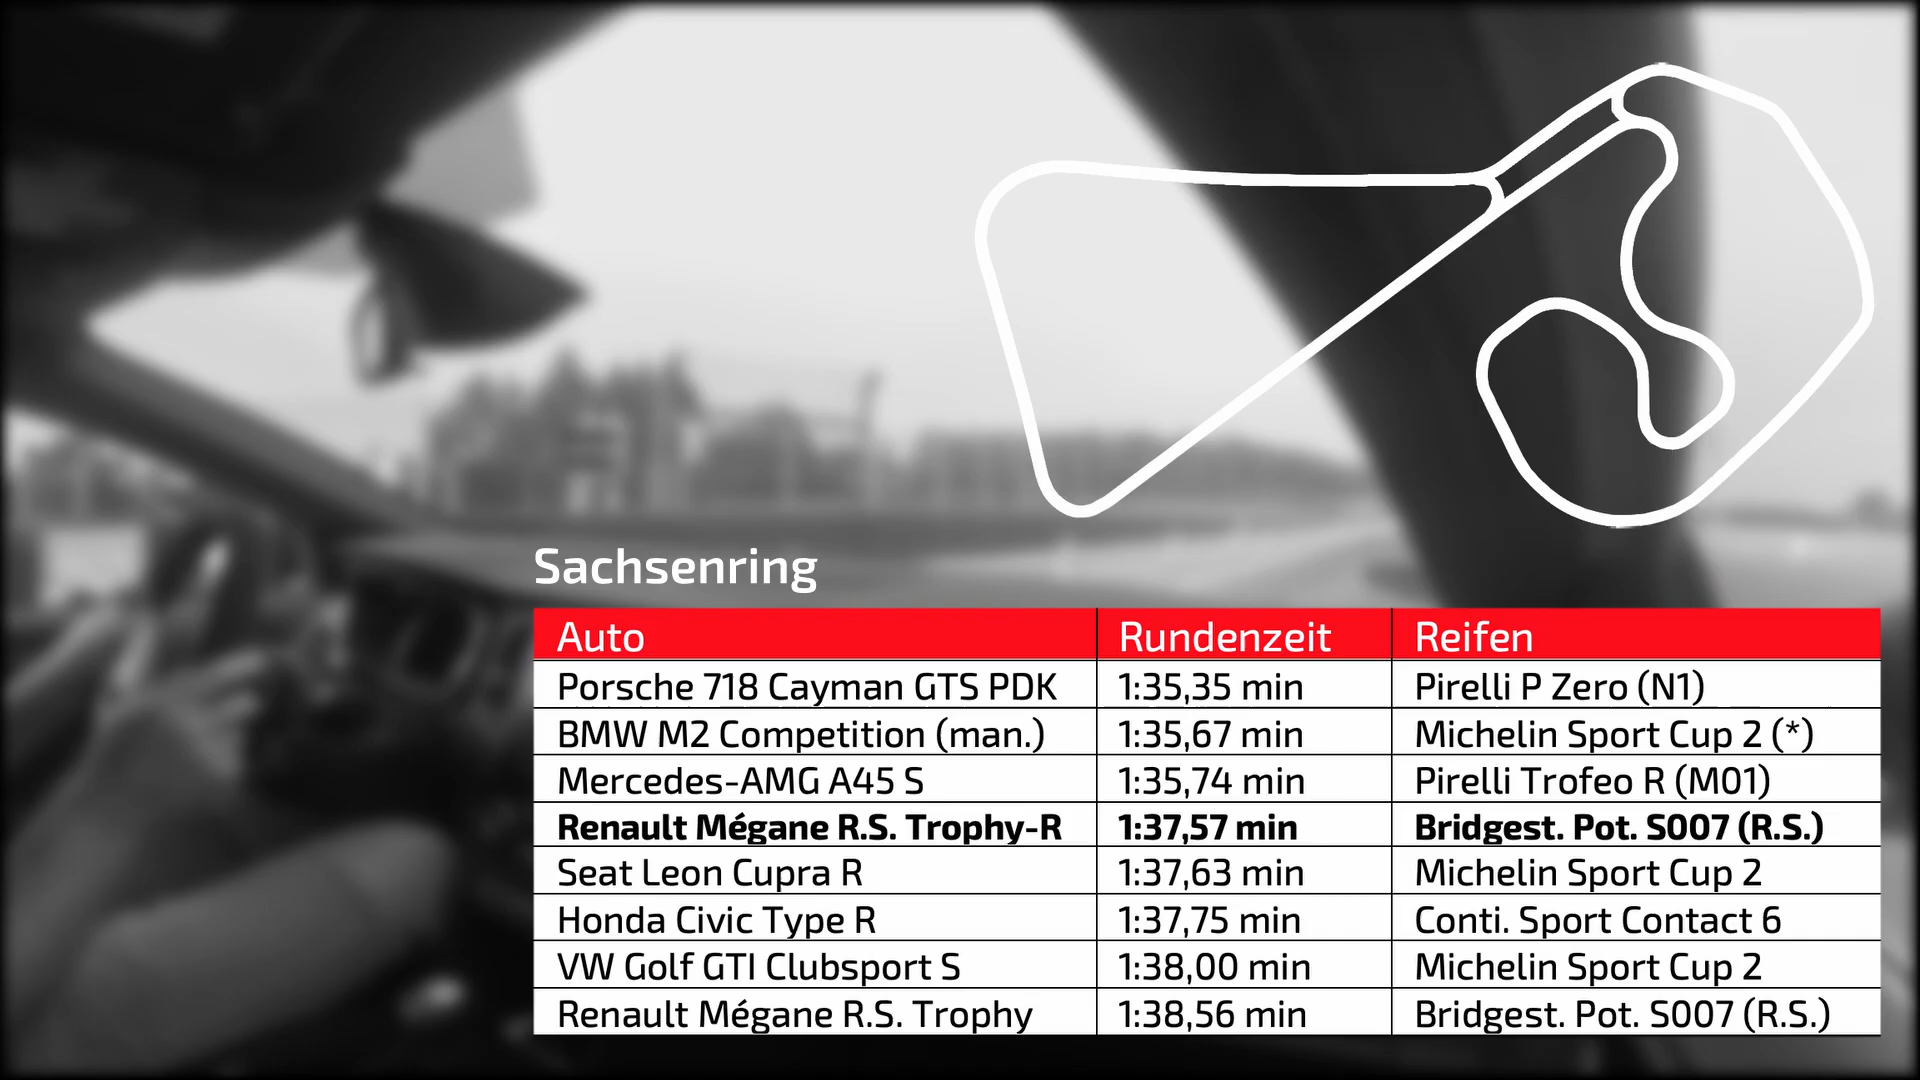 Sachsenring
Auto Rundenzeit Reifen
Porsche 718 Cayman GTS PDK 1:35,35 min Pirelli P Zero (N1)
BMW M2 Competition (man.) 1:35,67 min Michelin Sport Cup 2 (*)
Mercedes-AMG A45 S 1:35,74 min Pirelli Trofeo R (M01)
Renault Mégane R.S. Trophy-R 1:37,57 min Bridgest. Pot. S007 (R.S.)
Seat Leon Cupra R 1:37,63 min Michelin Sport Cup 2
Honda Civic Type R 1:37,75 min Conti. Sport Contact 6
VW Golf GTI Clubsport S 1:38,00 min Michelin Sport Cup 2
Renault Mégane R.S. Trophy 1:38,56 min Bridgest. Pot. S007 (R.S.)